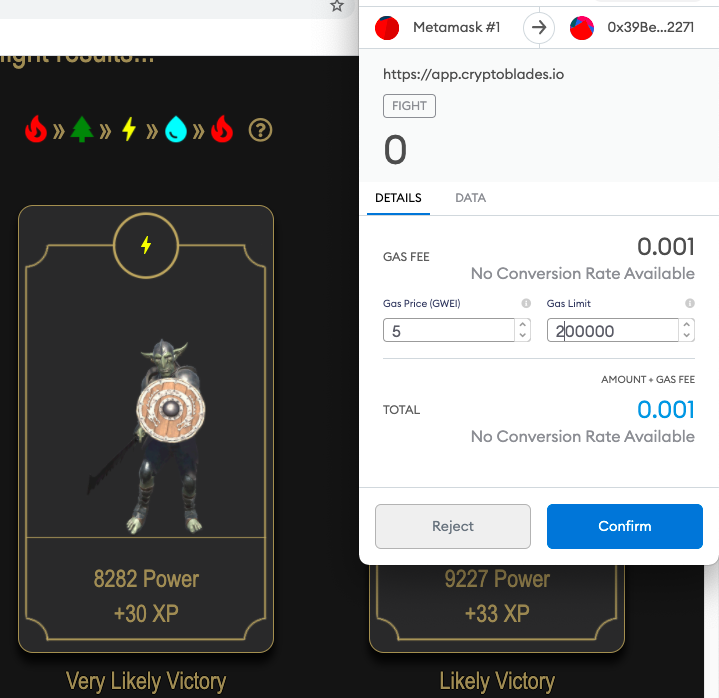 fight results...
Metamask #1
0x39Be...2271
https://app.cryptoblades.io
FIGHT
0
DETAILS
DATA
GAS FEE
0.001
No Conversion Rate Available
Gas Price (GWEI)
Gas Limit
5
200000
AMOUNT + GAS FEE
TOTAL
0.001
No Conversion Rate Available
Reject
Confirm
8282 Power
+30 XP
Very Likely Victory
9227 Power
+33 XP
Likely Victory